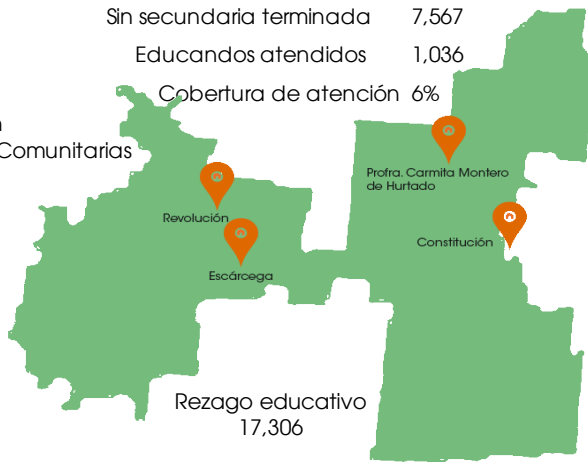 Sin secundaria terminada 7,567
Educandos atendidos 1,036
Cobertura de atención 6%
Comunitarias
Profra. Carmita Montero
de Hurtado
Revolución
Constitución
Escárcega
Rezago educativo
17,306